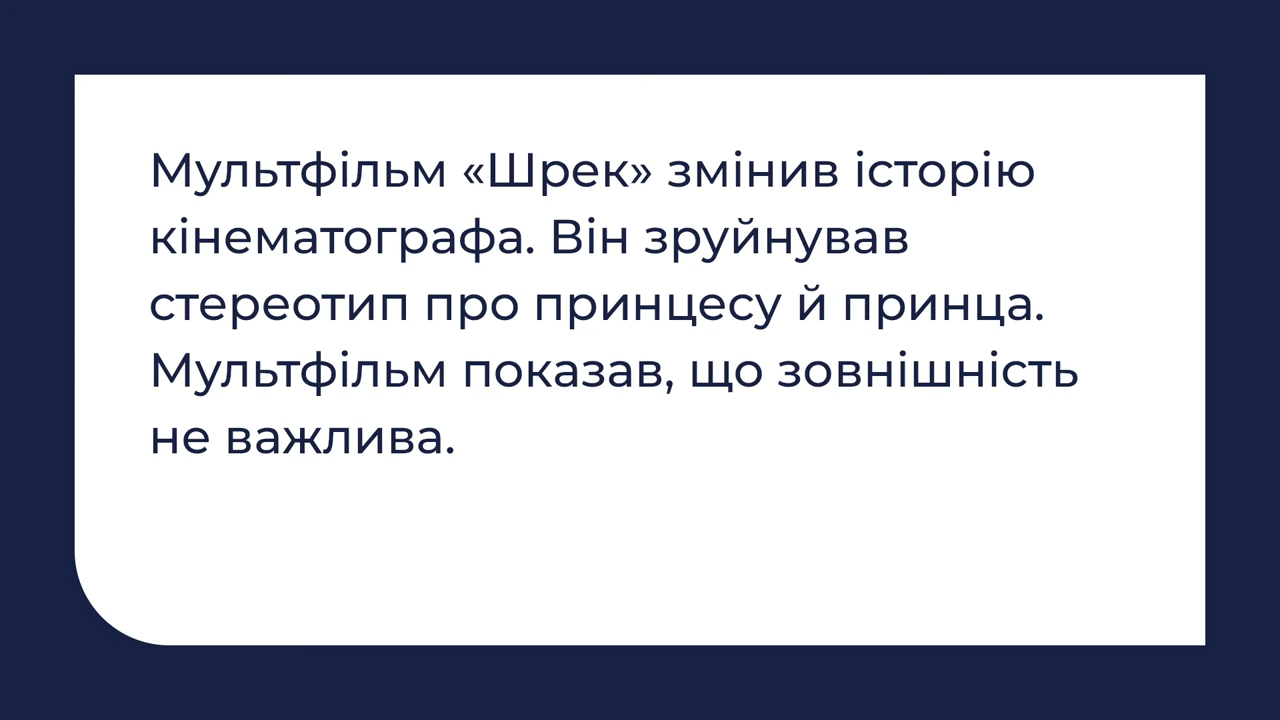 Мультфільм «Шрек» змінив історію
кінематографа. Він зруйнував
стереотип про принцесу й принца.
Мультфільм показав, що зовнішність
не важлива.